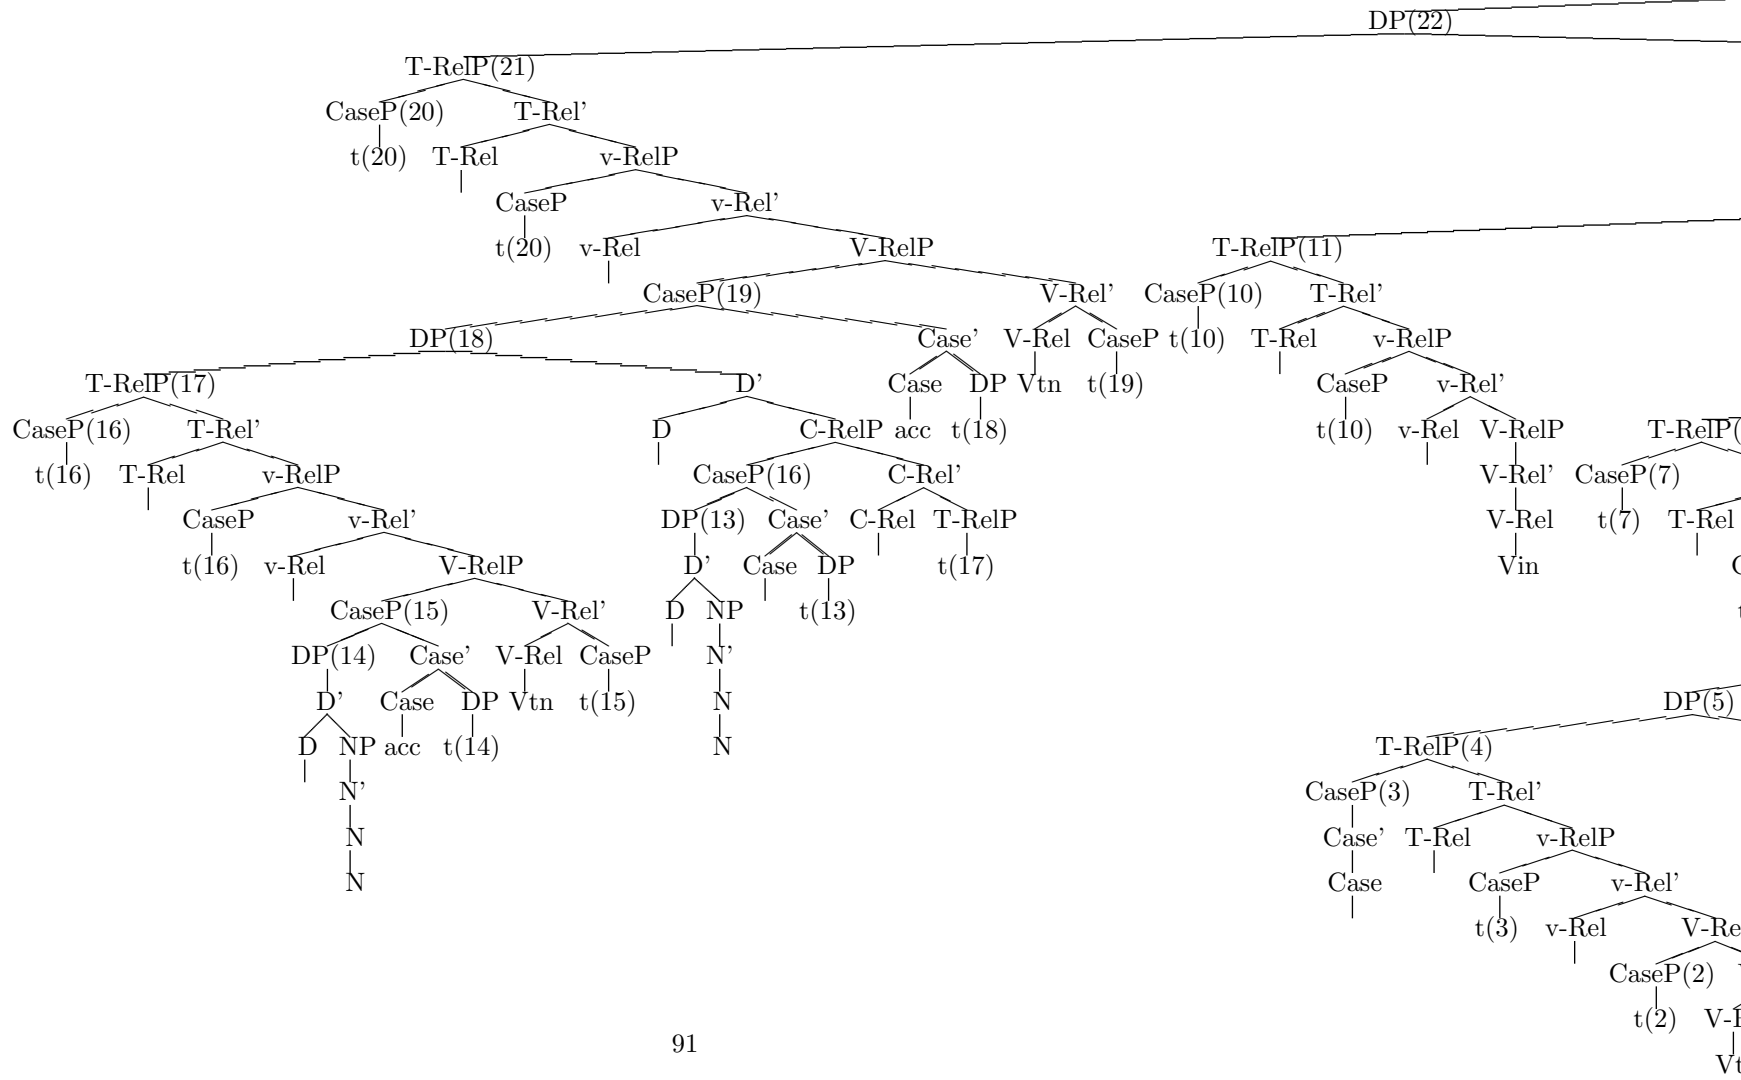 DP(22)
T-RelP(21)
CaseP(20) T-Rel'
t(20) T-Rel v-RelP
CaseP v-Rel'
t(20) v-Rel V-RelP T-RelP(11)
CaseP(19) V-Rel' CaseP(10) T-Rel'
DP(18) Case' V-Rel CaseP t(10) T-Rel v-RelP
T-RelP(17) D' Case DP Vtn t(19) CaseP v-Rel'
CaseP(16) T-Rel' D C-RelP acc t(18) t(10) v-Rel V-RelP T-RelP(
t(16) T-Rel v-RelP CaseP(16) C-Rel' V-Rel' CaseP(7)
CaseP v-Rel' DP(13) Case' C-Rel T-RelP V-Rel t(7) T-Rel
t(16) v-Rel V-RelP D' Case DP t(17) Vin
CaseP(15) V-Rel' D NP t(13)
DP(14) Case' V-Rel CaseP N'
D' Case DP Vtn t(15) N DP(5)
D NP acc t(14) N T-RelP(4)
N' CaseP(3) T-Rel'
N Case' T-Rel v-RelP
N Case CaseP v-Rel'
t(3) v-Rel V-Re
CaseP(2)
t(2)
91